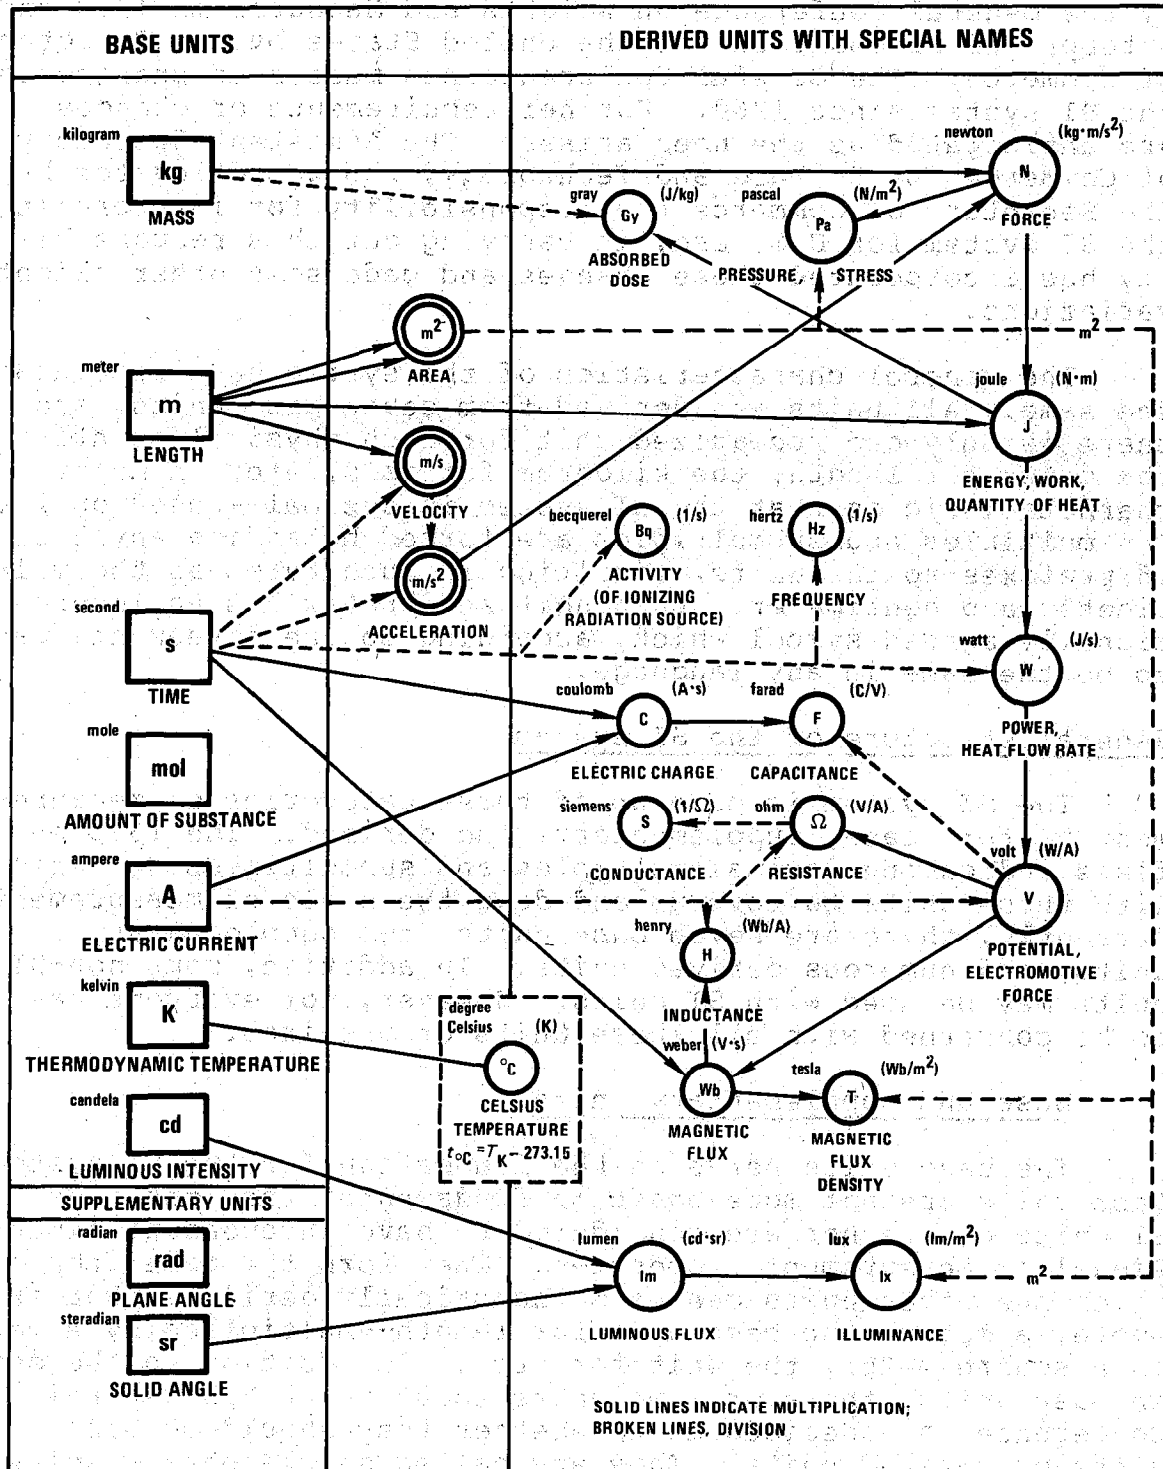 BASE UNITS
DERIVED UNITS WITH SPECIAL NAMES
kilogram
kg
MASS
newton
(kg·m/s²)
N
FORCE
gray
(J/kg)
Gy
ABSORBED
DOSE
pascal
(N/m²)
Pa
PRESSURE, STRESS
m²
AREA
m²
meter
m
LENGTH
joule
(N·m)
J
ENERGY, WORK,
QUANTITY OF HEAT
m/s
VELOCITY
becquerel
(1/s)
Bq
ACTIVITY
(OF IONIZING
RADIATION SOURCE)
hertz
(1/s)
Hz
FREQUENCY
m/s²
ACCELERATION
second
s
TIME
watt
(J/s)
W
POWER,
HEAT FLOW RATE
coulomb
(A·s)
C
ELECTRIC CHARGE
farad
(C/V)
F
CAPACITANCE
mole
mol
AMOUNT OF SUBSTANCE
siemens
(1/Ω)
S
CONDUCTANCE
ohm
(V/A)
Ω
RESISTANCE
volt
(W/A)
V
POTENTIAL,
ELECTROMOTIVE
FORCE
ampere
A
ELECTRIC CURRENT
henry
(Wb/A)
H
INDUCTANCE
kelvin
K
THERMODYNAMIC TEMPERATURE
degree
Celsius
(K)
°C
CELSIUS
TEMPERATURE
t°C = TK − 273.15
weber
(V·s)
Wb
MAGNETIC
FLUX
tesla
(Wb/m²)
T
MAGNETIC
FLUX
DENSITY
candela
cd
LUMINOUS INTENSITY
SUPPLEMENTARY UNITS
radian
rad
PLANE ANGLE
steradian
sr
SOLID ANGLE
lumen
(cd·sr)
lm
LUMINOUS FLUX
lux
(lm/m²)
lx
ILLUMINANCE
m²
SOLID LINES INDICATE MULTIPLICATION;
BROKEN LINES, DIVISION